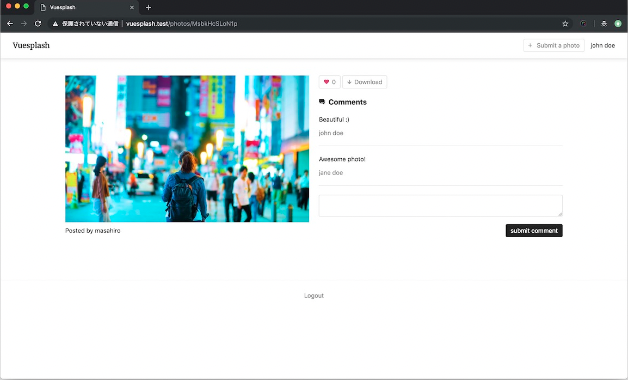 Vuesplash
保護されていない通信 | vuesplash.test/photos/MsbkHcSLoN1p
Vuesplash
+ Submit a photo
john doe
0
Download
Comments
Beautiful :)
john doe
Awesome photo!
jane doe
submit comment
Posted by masahiro
Logout